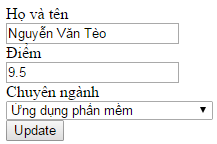 Họ và tên
Nguyễn Văn Tèo
Điểm
9.5
Chuyên ngành
Ứng dụng phần mềm
Update